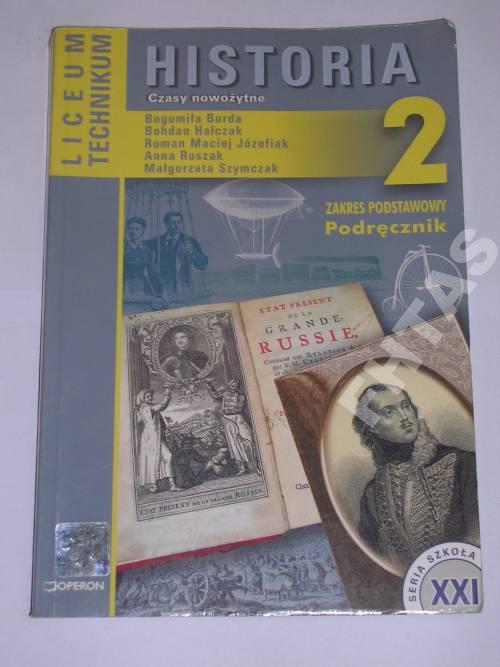 LICEUM
TECHNIKUM
HISTORIA
Czasy nowożytne
Bogumiła Burda
Bohdan Halczak
Roman Maciej Józefiak
Anna Roszak
Małgorzata Szymczak
2
ZAKRES PODSTAWOWY
Podręcznik
ETAT PRESENT
DE LA
GRANDE-
RUSSIE.
ETAT PRESENT DE LA GRANDE RUSSIE
OPERON
SERIA SZKOŁA
XXI